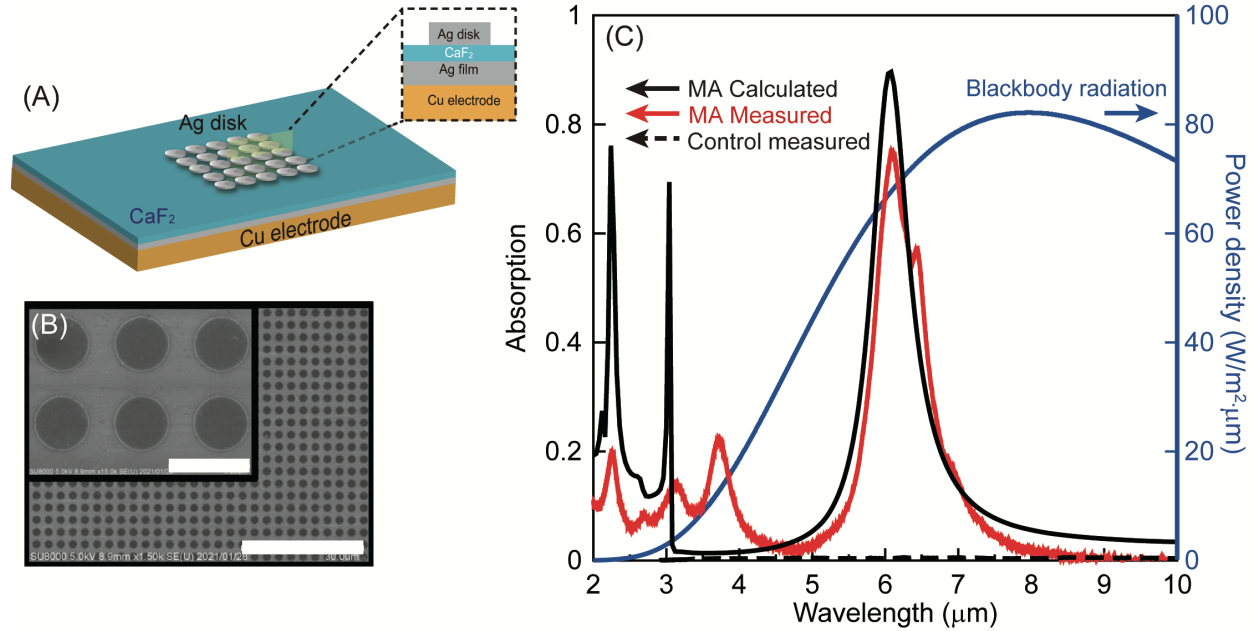 (A)
Ag disk
CaF2
Ag film
Cu electrode
Ag disk
CaF2
Cu electrode
(B)
SU8000 5.0kV 8.9mm x15.0k SE(U) 2021/01/28
SU8000 5.0kV 8.9mm x1.50k SE(U) 2021/01/28
30.0um
(C)
MA Calculated
MA Measured
Control measured
Blackbody radiation
Absorption
1
0.8
0.6
0.4
0.2
0
2
3
4
5
6
7
8
9
10
Wavelength (μm)
100
80
60
40
20
0
Power density (W/m2·μm)